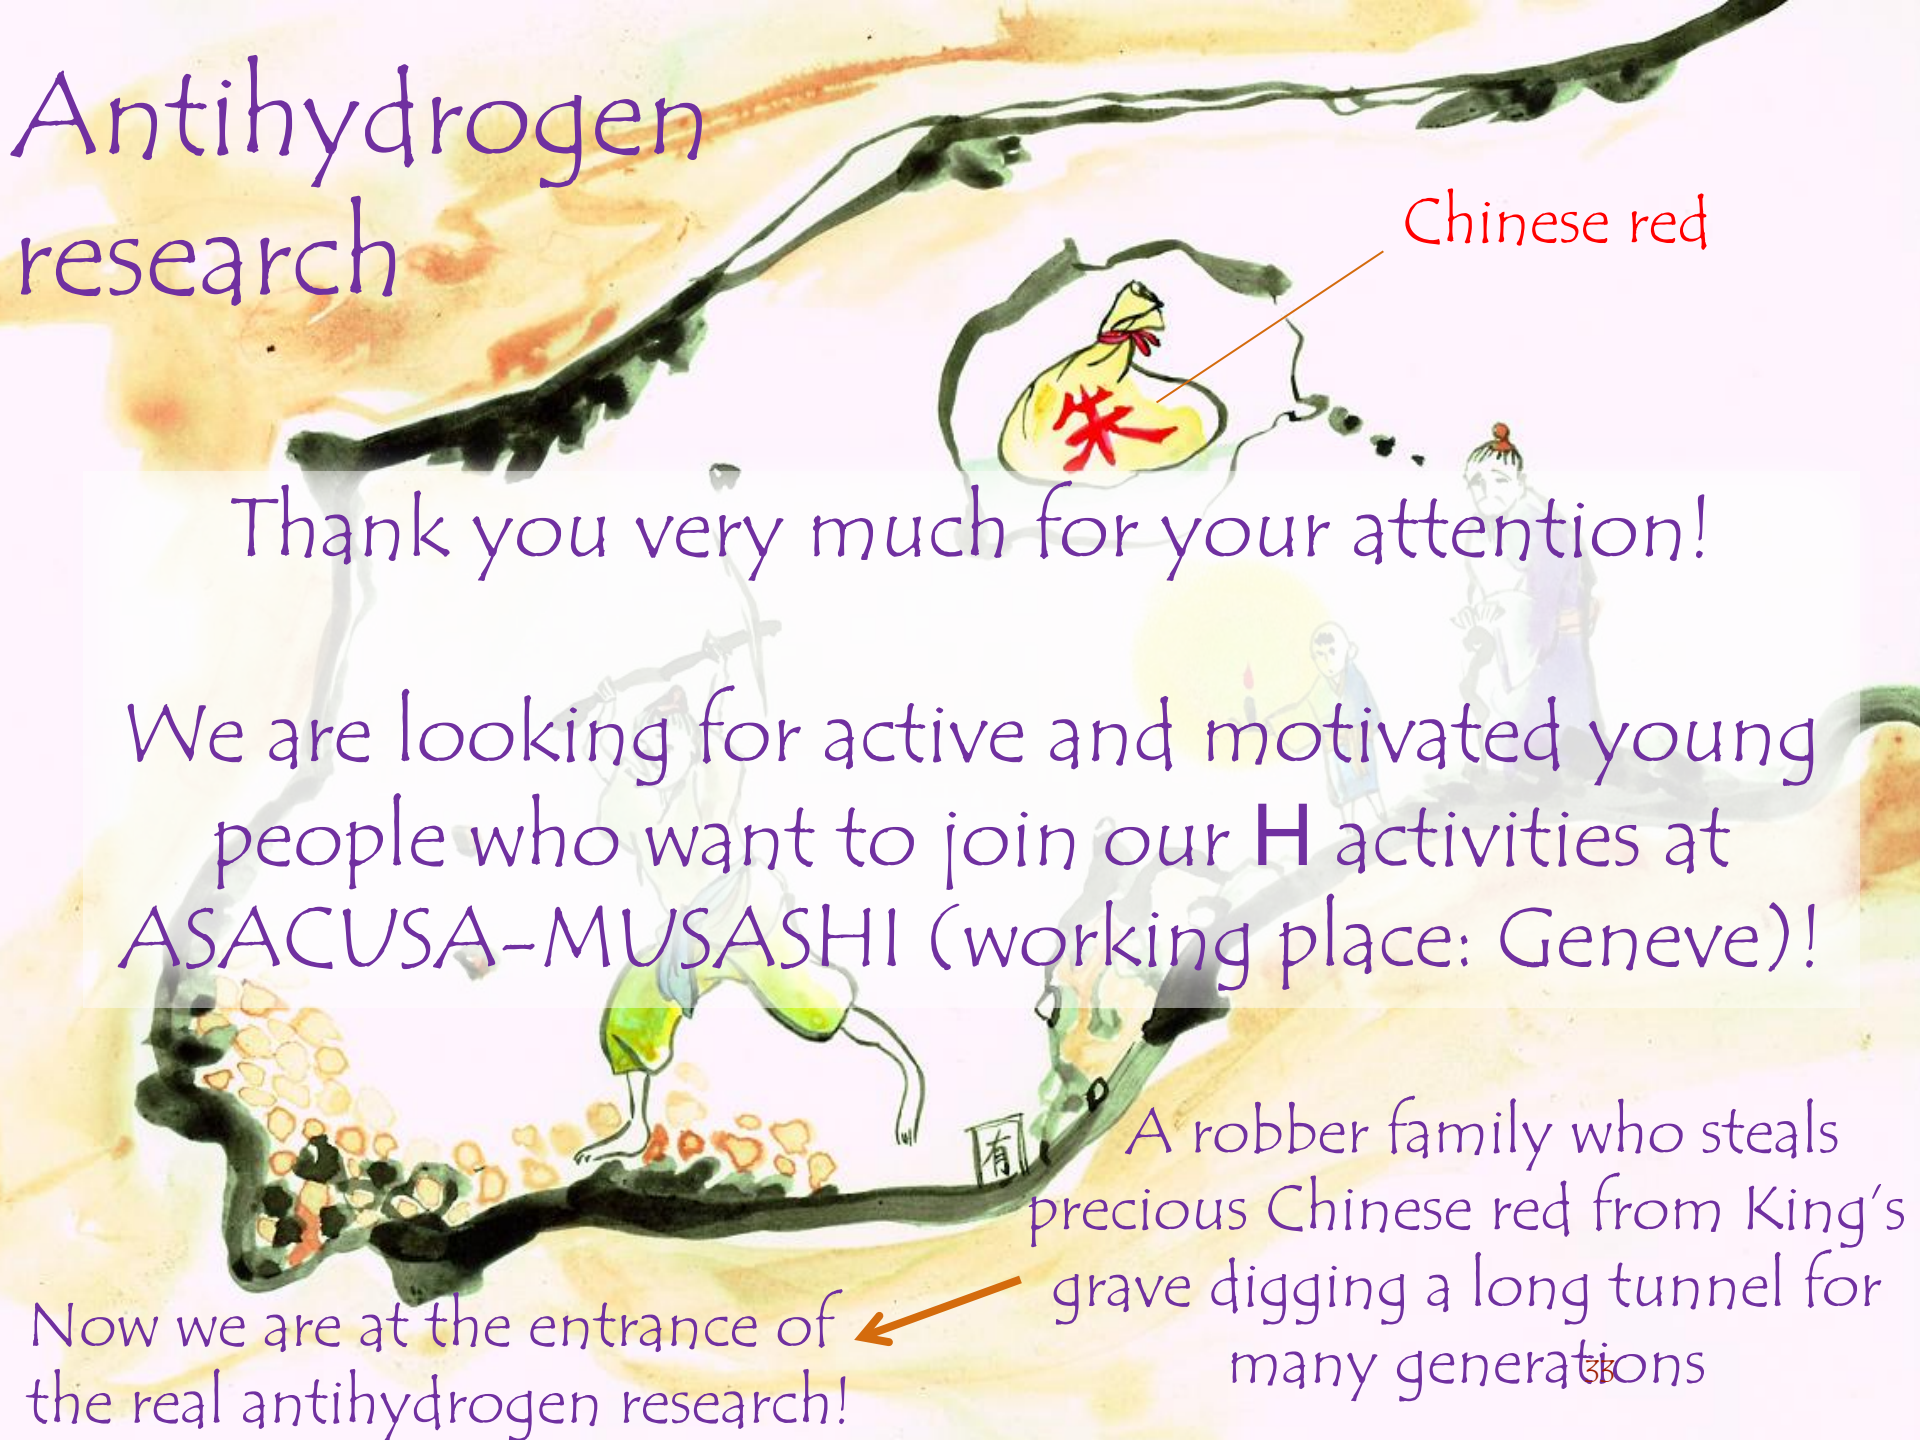 Antihydrogen
research
Chinese red
朱
Thank you very much for your attention!
We are looking for active and motivated young
people who want to join our H activities at
ASACUSA-MUSASHI (working place: Geneve)!
有
A robber family who steals
precious Chinese red from King's
grave digging a long tunnel for
many generations
Now we are at the entrance of
the real antihydrogen research!
33